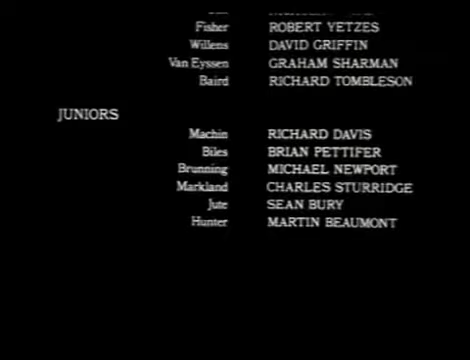 Fisher ROBERT YETZES
Willens DAVID GRIFFIN
Van Eyssen GRAHAM SHARMAN
Baird RICHARD TOMBLESON
JUNIORS
Machin RICHARD DAVIS
Biles BRIAN PETTIFER
Brunning MICHAEL NEWPORT
Markland CHARLES STURRIDGE
Jute SEAN BURY
Hunter MARTIN BEAUMONT